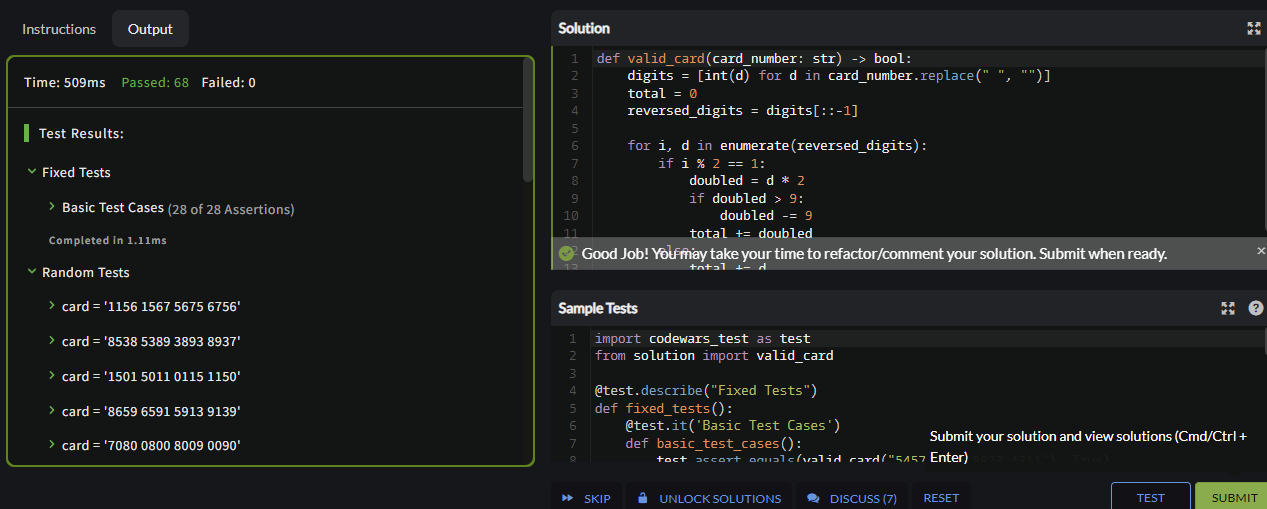 Instructions
Output
Time: 509ms Passed: 68 Failed: 0
Test Results:
Fixed Tests
Basic Test Cases (28 of 28 Assertions)
Completed in 1.11ms
Random Tests
card = '1156 1567 5675 6756'
card = '8538 5389 3893 8937'
card = '1501 5011 0115 1150'
card = '8659 6591 5913 9139'
card = '7080 0800 8009 0090'
Solution
1 def valid_card(card_number: str) -> bool:
2 digits = [int(d) for d in card_number.replace(" ", "")]
3 total = 0
4 reversed_digits = digits[::-1]
5
6 for i, d in enumerate(reversed_digits):
7 if i % 2 == 1:
8 doubled = d * 2
9 if doubled > 9:
10 doubled -= 9
11 total += doubled
12 else:
Good Job! You may take your time to refactor/comment your solution. Submit when ready. ×
13 total += d
Sample Tests
?
1 import codewars_test as test
2 from solution import valid_card
3
4 @test.describe("Fixed Tests")
5 def fixed_tests():
6 @test.it('Basic Test Cases')
7 def basic_test_cases():
8 test.assert_equals(valid_card("5457
Submit your solution and view solutions (Cmd/Ctrl +
Enter)
SKIP
UNLOCK SOLUTIONS
DISCUSS (7)
RESET
TEST
SUBMIT